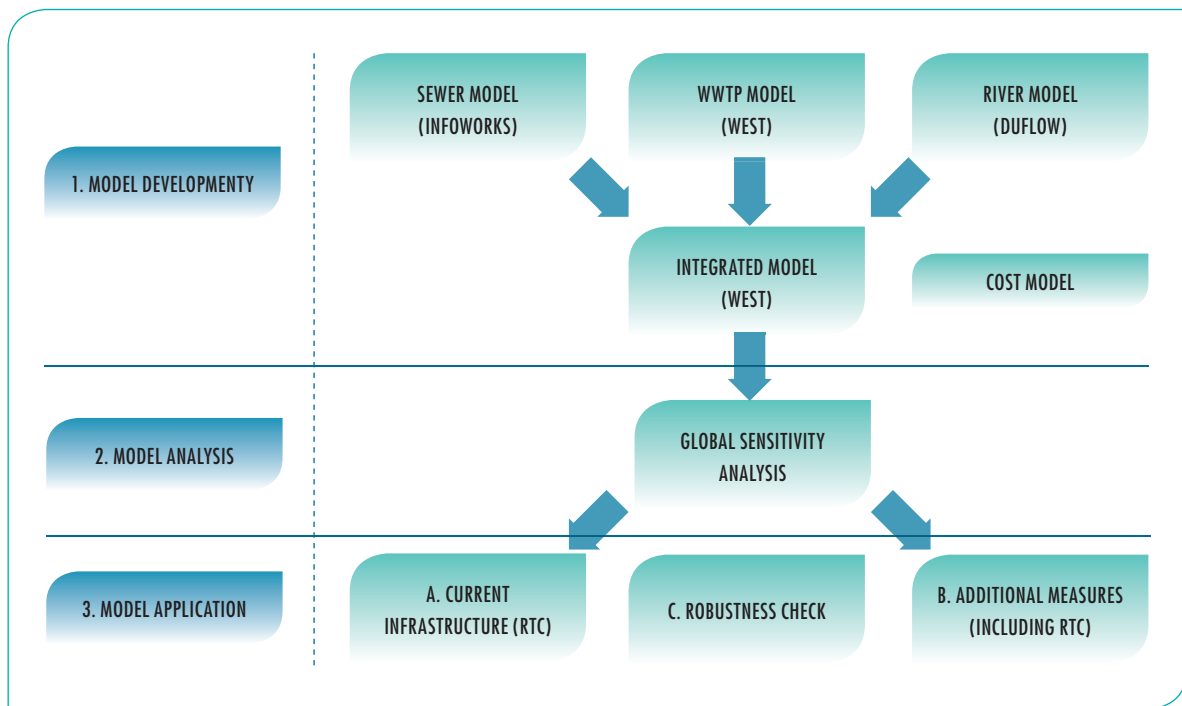 SEWER MODEL
(INFOWORKS)
WWTP MODEL
(WEST)
RIVER MODEL
(DUFLOW)
1. MODEL DEVELOPMENTY
INTEGRATED MODEL
(WEST)
COST MODEL
2. MODEL ANALYSIS
GLOBAL SENSITIVITY
ANALYSIS
3. MODEL APPLICATION
A. CURRENT
INFRASTRUCTURE (RTC)
C. ROBUSTNESS CHECK
B. ADDITIONAL MEASURES
(INCLUDING RTC)